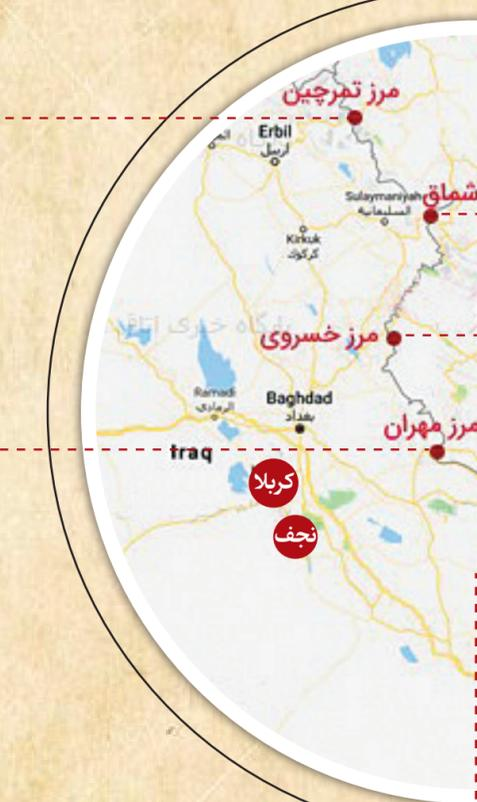 مرز تمرچین
Erbil
اربيل
Sulaymaniyah
السليمانية
شماق
Kirkuk
كركوك
مرز خسروی
Ramadi
الرمادي
Baghdad
بغداد
مرز مهران
Iraq
کربلا
نجف